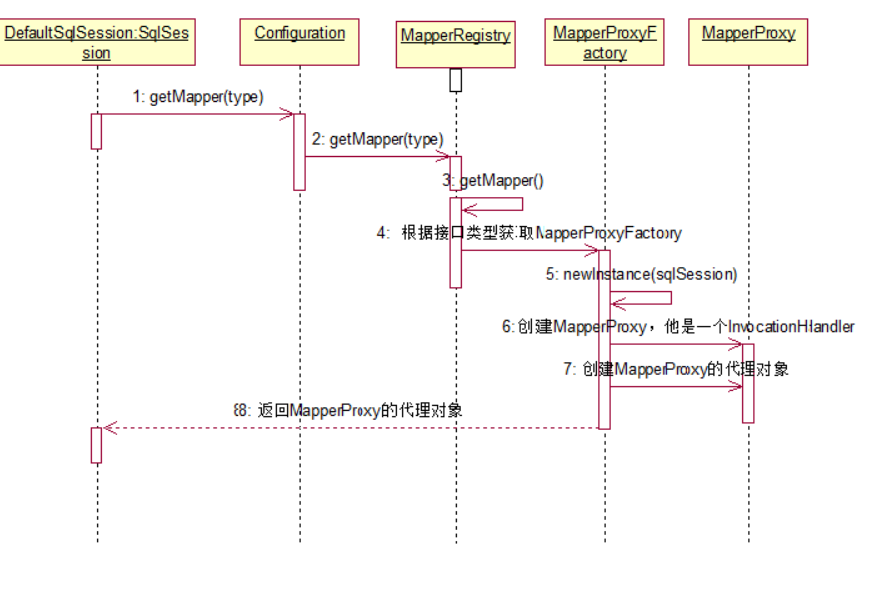 DefaultSqlSession:SqlSes
sion
Configuration
MapperRegistry
MapperProxyF
actory
MapperProxy
1: getMapper(type)
2: getMapper(type)
3: getMapper()
4: 根据接口类型获取MapperProxyFactory
5: newInstance(sqlSession)
6:创建MapperProxy，他是一个InvocationHandler
7: 创建MapperProxy的代理对象
8: 返回MapperProxy的代理对象